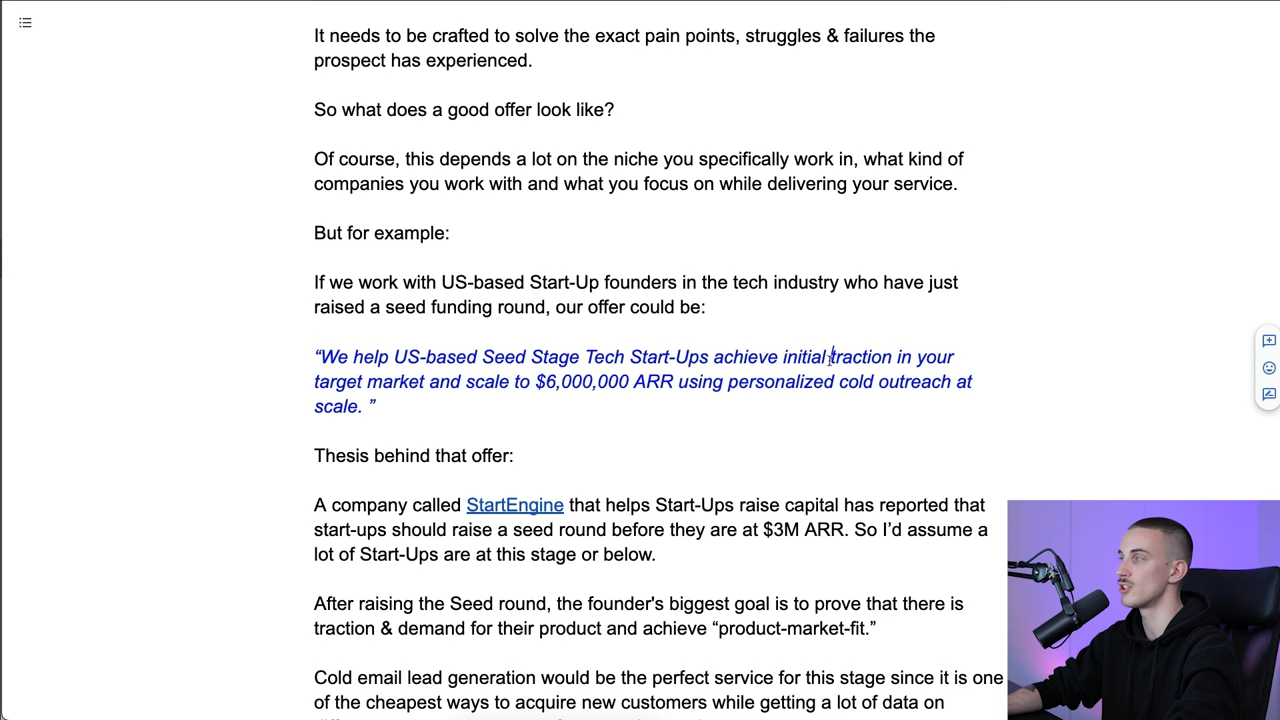 It needs to be crafted to solve the exact pain points, struggles & failures the
prospect has experienced.
So what does a good offer look like?
Of course, this depends a lot on the niche you specifically work in, what kind of
companies you work with and what you focus on while delivering your service.
But for example:
If we work with US-based Start-Up founders in the tech industry who have just
raised a seed funding round, our offer could be:
“We help US-based Seed Stage Tech Start-Ups achieve initial traction in your
target market and scale to $6,000,000 ARR using personalized cold outreach at
scale. ”
Thesis behind that offer:
A company called StartEngine that helps Start-Ups raise capital has reported that
start-ups should raise a seed round before they are at $3M ARR. So I’d assume a
lot of Start-Ups are at this stage or below.
After raising the Seed round, the founder's biggest goal is to prove that there is
traction & demand for their product and achieve “product-market-fit.”
Cold email lead generation would be the perfect service for this stage since it is one
of the cheapest ways to acquire new customers while getting a lot of data on